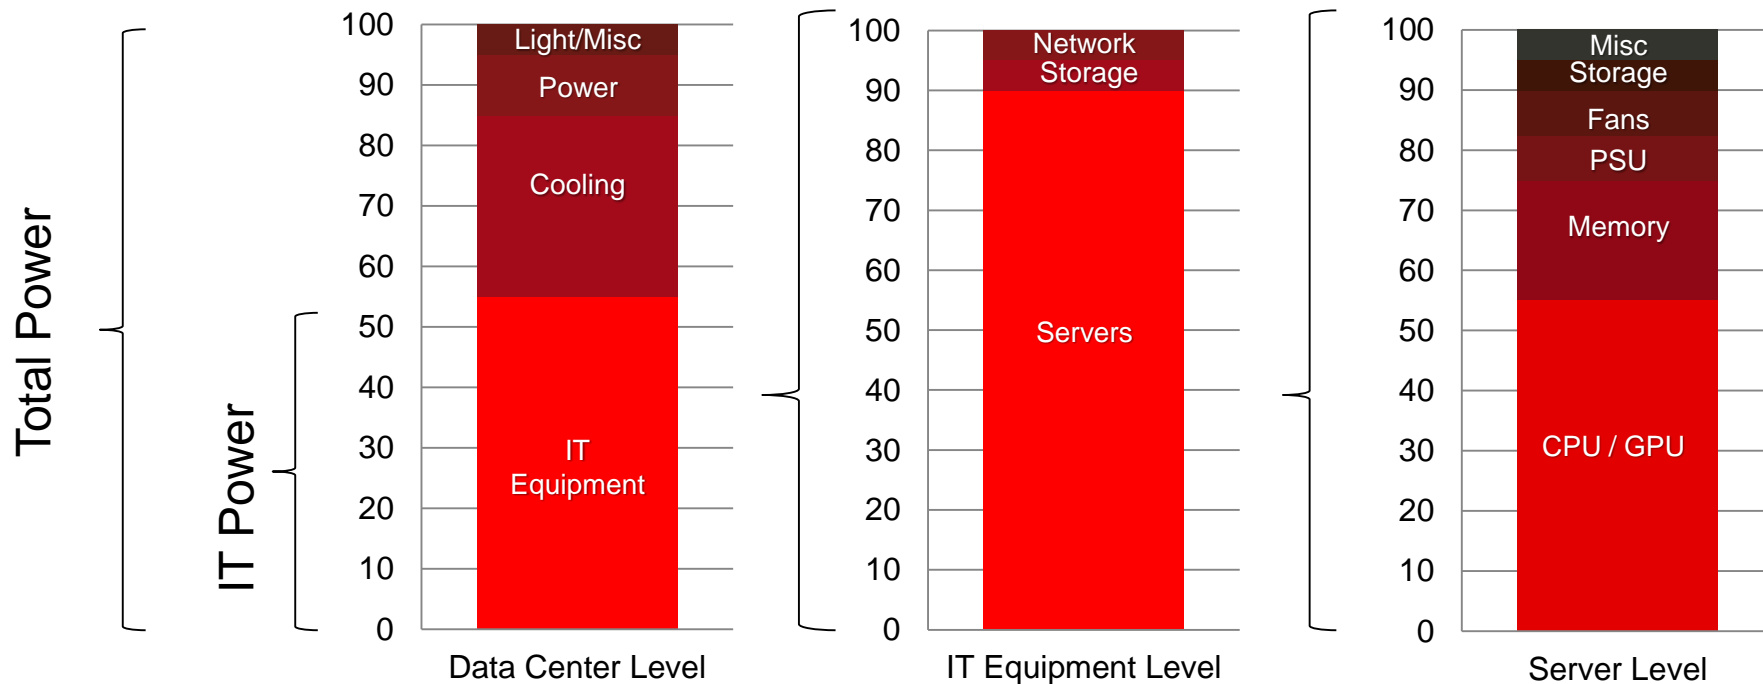 Total Power
IT Power
100
90
80
70
60
50
40
30
20
10
0
Light/Misc
Power
Cooling
IT
Equipment
Data Center Level
100
90
80
70
60
50
40
30
20
10
0
Network
Storage
Servers
IT Equipment Level
100
90
80
70
60
50
40
30
20
10
0
Misc
Storage
Fans
PSU
Memory
CPU / GPU
Server Level